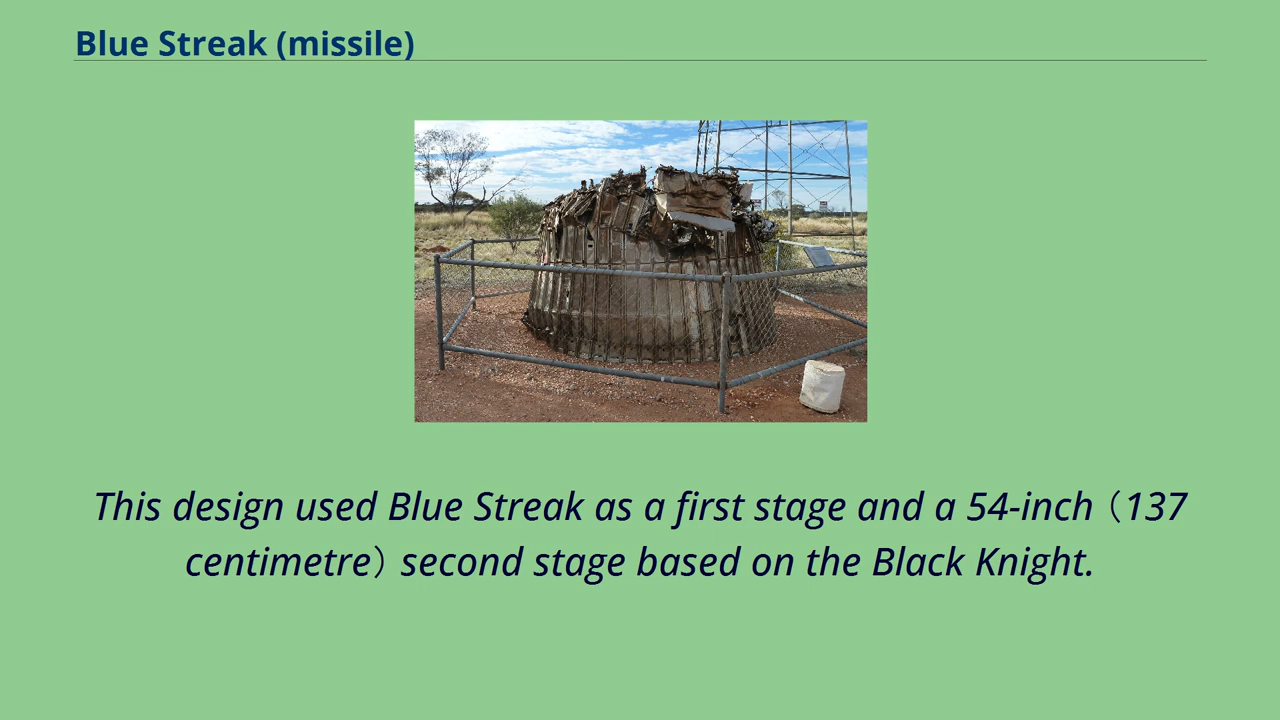 Blue Streak (missile)
This design used Blue Streak as a first stage and a 54-inch（137
centimetre）second stage based on the Black Knight.